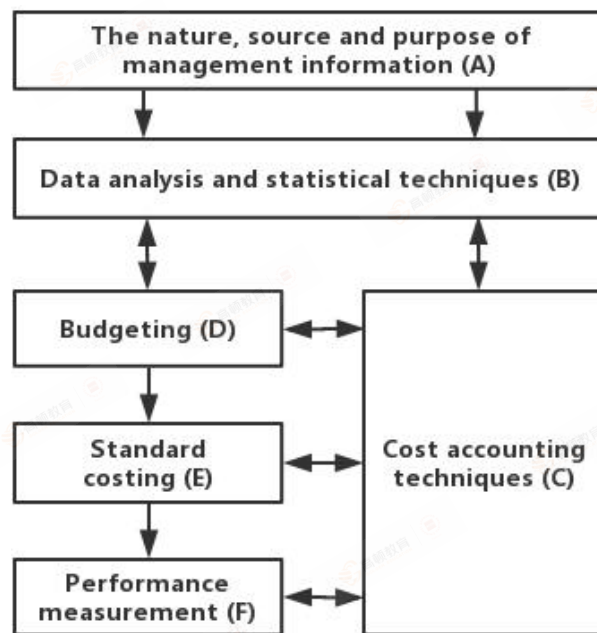 The nature, source and purpose of
management information (A)
Data analysis and statistical techniques (B)
Budgeting (D)
Standard
costing (E)
Cost accounting
techniques (C)
Performance
measurement (F)